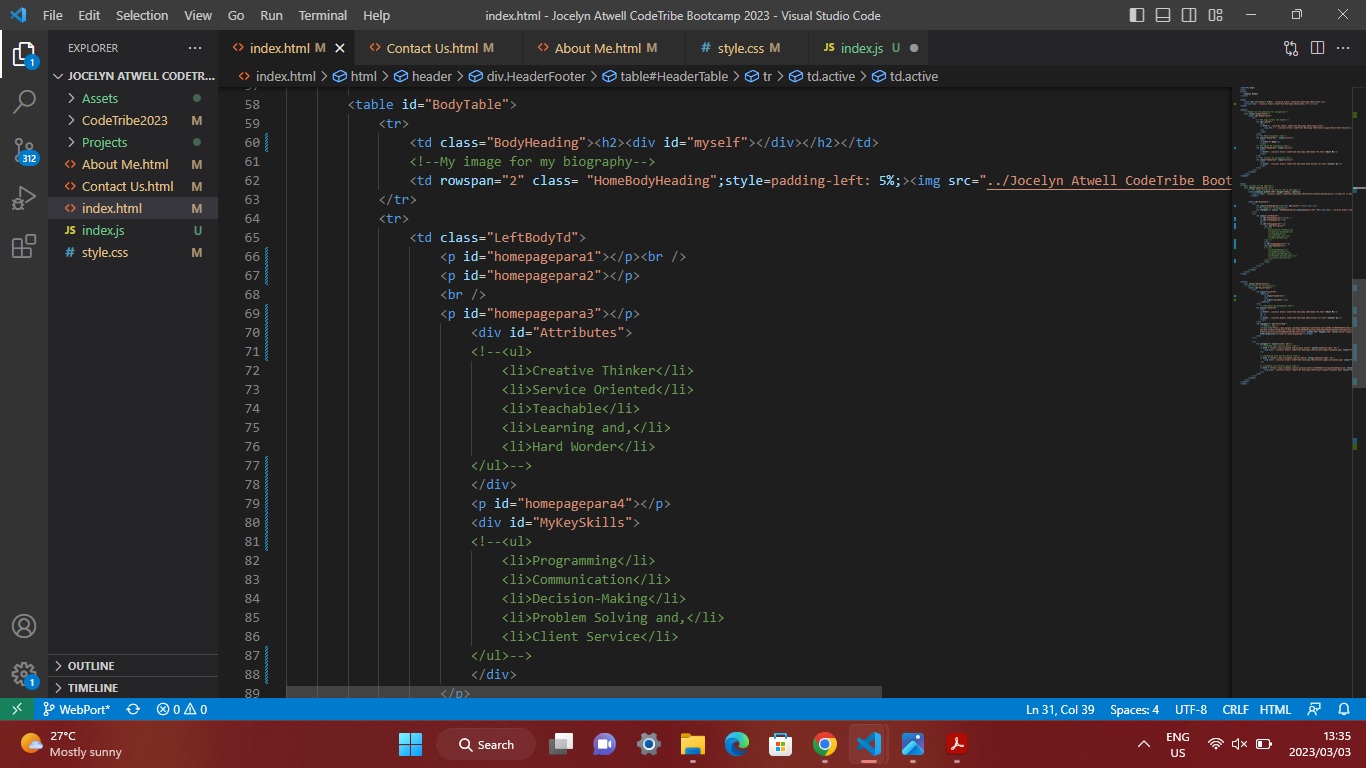 File Edit Selection View Go Run Terminal Help
index.html - Jocelyn Atwell CodeTribe Bootcamp 2023 - Visual Studio Code
EXPLORER ...
index.html M Contact Us.html M About Me.html M style.css M JS index.js U
index.html > html > header > div.HeaderFooter > table#HeaderTable > tr > td.active > td.active
JOCELYN ATWELL CODETR...
Assets
CodeTribe2023 M
Projects
About Me.html M
Contact Us.html M
index.html M
JS index.js U
# style.css M
OUTLINE
TIMELINE
1
312
1
57
58 <table id="BodyTable">
59 <tr>
60 <td class="BodyHeading"><h2><div id="myself"></div></h2></td>
61 <!--My image for my biography-->
62 <td rowspan="2" class= "HomeBodyHeading";style=padding-left: 5%;><img src="../Jocelyn Atwell CodeTribe Boot
63 </tr>
64 <tr>
65 <td class="LeftBodyTd">
66 <p id="homepagepara1"></p><br />
67 <p id="homepagepara2"></p>
68 <br />
69 <p id="homepagepara3"></p>
70 <div id="Attributes">
71 <!--<ul>
72 <li>Creative Thinker</li>
73 <li>Service Oriented</li>
74 <li>Teachable</li>
75 <li>Learning and,</li>
76 <li>Hard Worder</li>
77 </ul>-->
78 </div>
79 <p id="homepagepara4"></p>
80 <div id="MyKeySkills">
81 <!--<ul>
82 <li>Programming</li>
83 <li>Communication</li>
84 <li>Decision-Making</li>
85 <li>Problem Solving and,</li>
86 <li>Client Service</li>
87 </ul>-->
88 </div>
89 </p>
WebPort* 0 0 Ln 31, Col 39 Spaces: 4 UTF-8 CRLF HTML
27°C
Mostly sunny
Search
ENG
US
13:35
2023/03/03